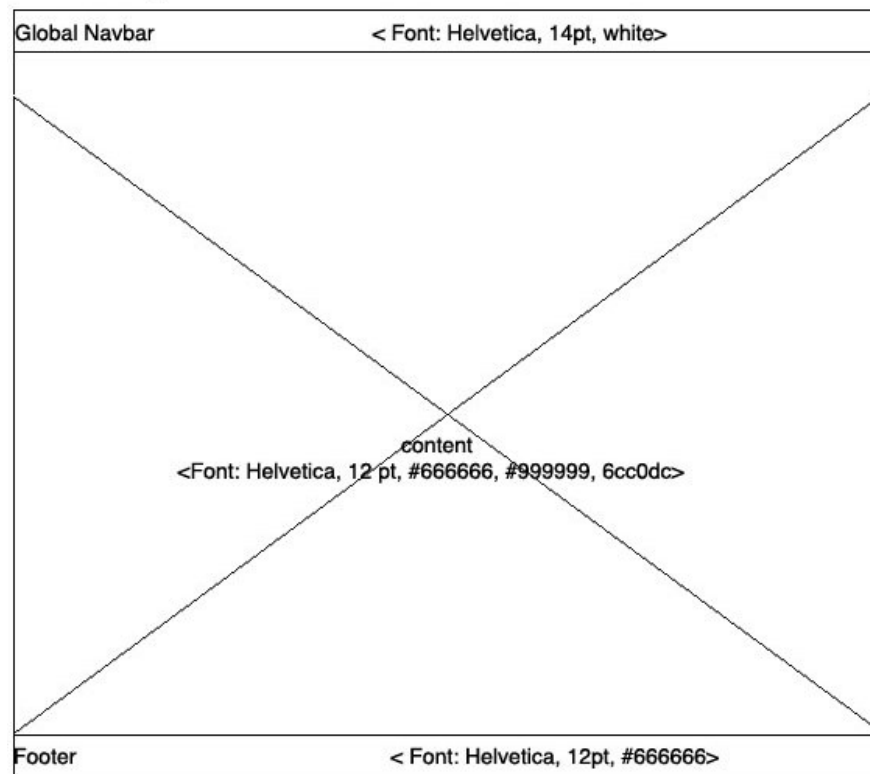 Global Navbar < Font: Helvetica, 14pt, white>
content
<Font: Helvetica, 12 pt, #666666, #999999, 6cc0dc>
Footer < Font: Helvetica, 12pt, #666666>